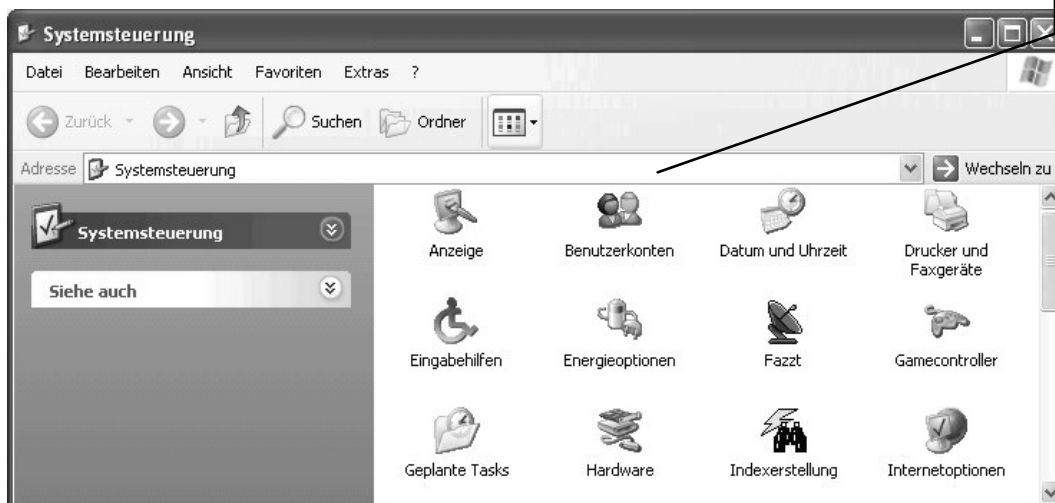 Systemsteuerung
Datei Bearbeiten Ansicht Favoriten Extras ?
Zurück Suchen Ordner
Adresse Systemsteuerung Wechseln zu
Systemsteuerung
Siehe auch
Anzeige Benutzerkonten Datum und Uhrzeit Drucker und
Faxgeräte
Eingabehilfen Energieoptionen Fazzt Gamecontroller
Geplante Tasks Hardware Indexerstellung Internetoptionen